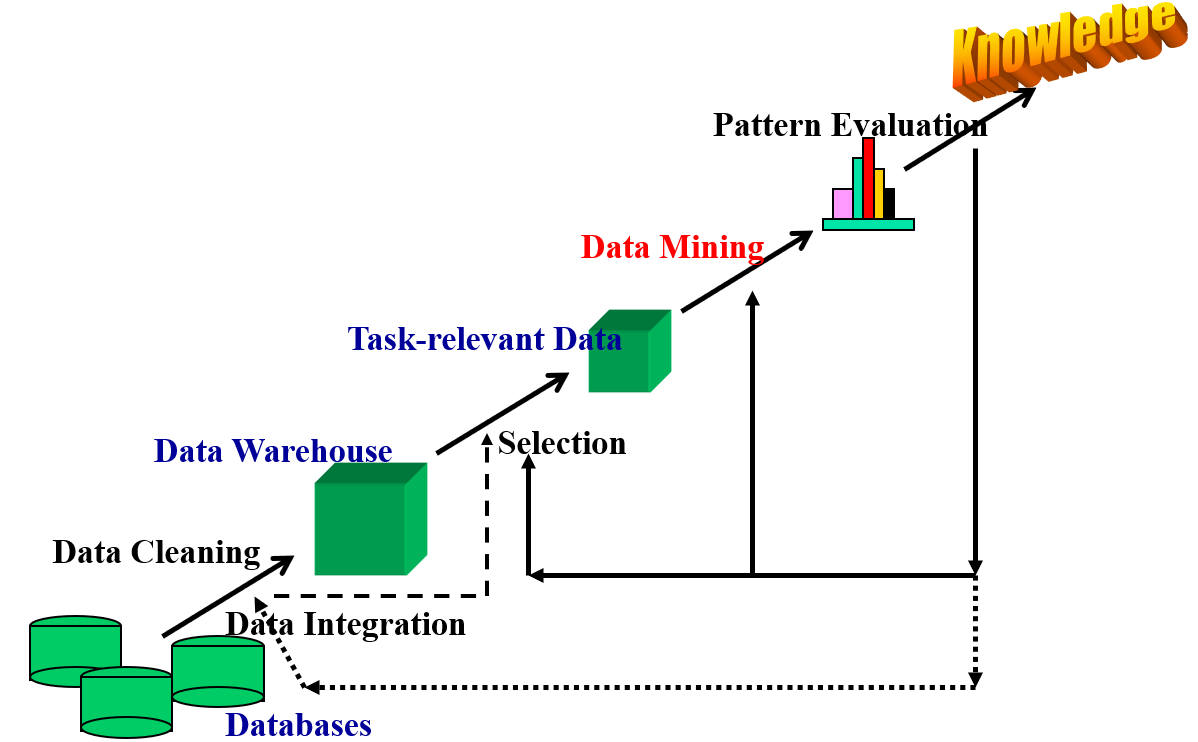 Knowledge
Pattern Evaluation
Data Mining
Task-relevant Data
Selection
Data Warehouse
Data Cleaning
Data Integration
Databases